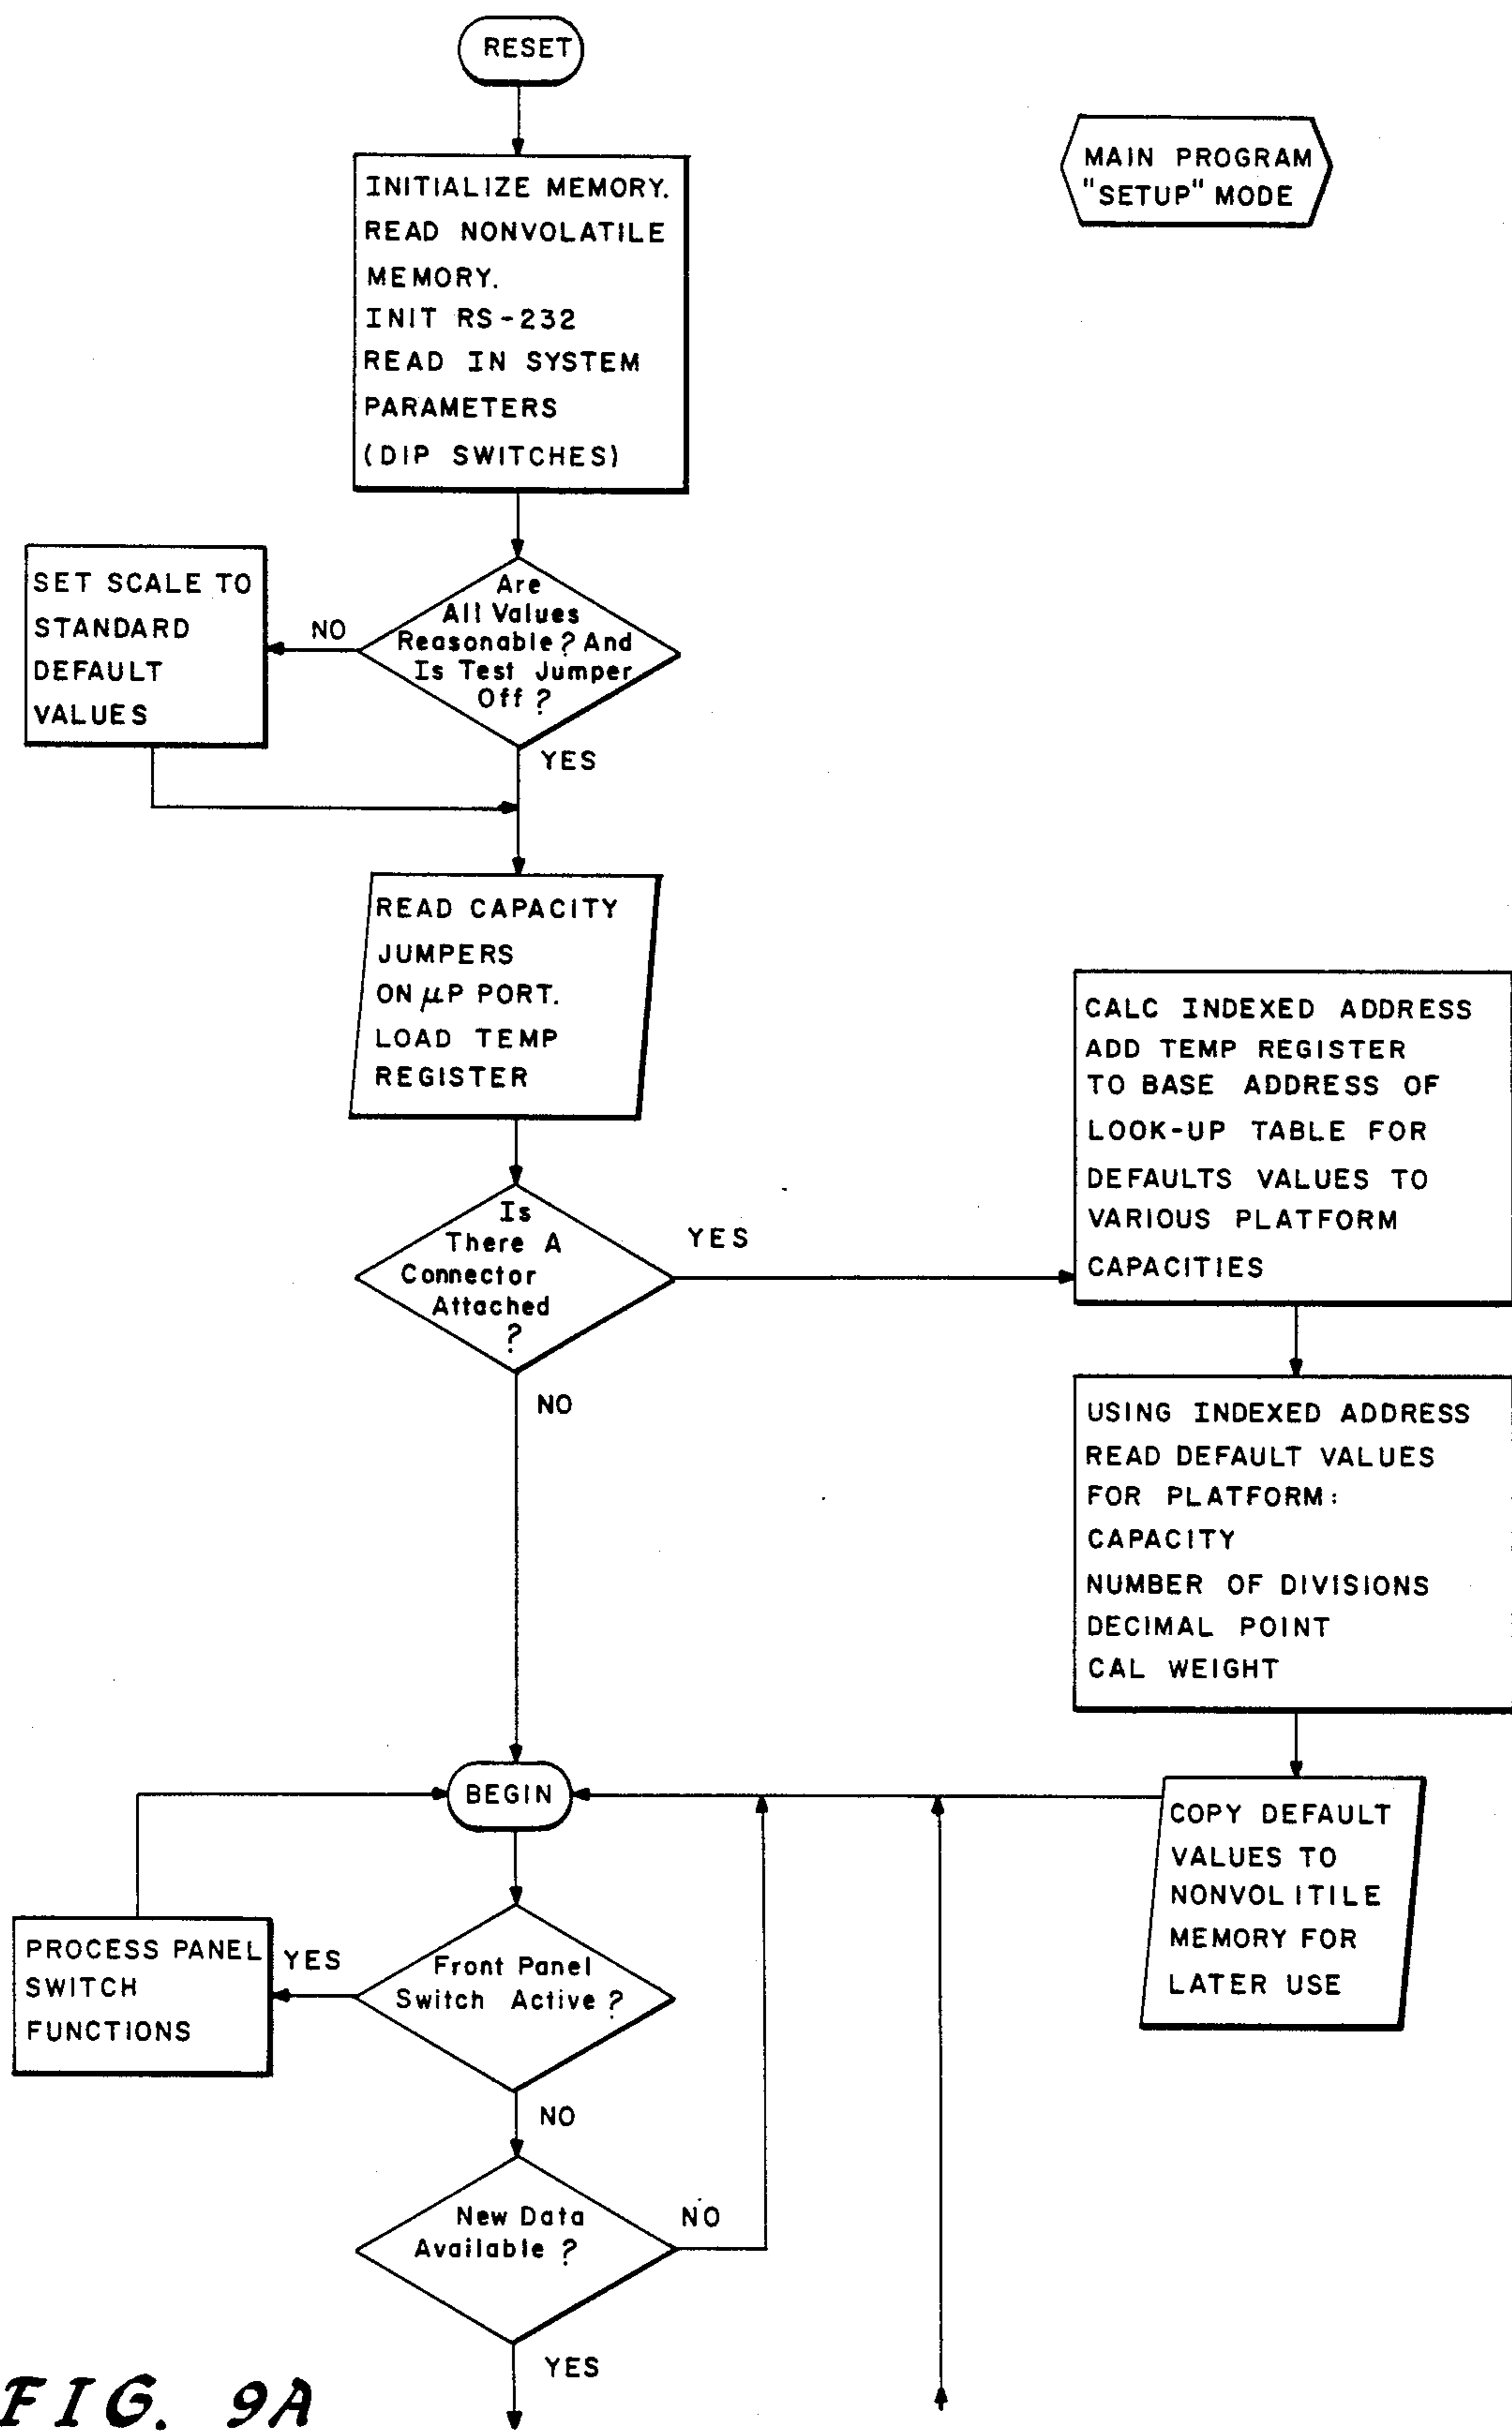 RESET
MAIN PROGRAM
"SETUP" MODE
INITIALIZE MEMORY.
READ NONVOLATILE
MEMORY.
INIT RS-232
READ IN SYSTEM
PARAMETERS
(DIP SWITCHES)
Are
All Values
Reasonable? And
Is Test Jumper
Off?
NO
SET SCALE TO
STANDARD
DEFAULT
VALUES
YES
READ CAPACITY
JUMPERS
ON μP PORT.
LOAD TEMP
REGISTER
Is
There A
Connector
Attached
?
YES
CALC INDEXED ADDRESS
ADD TEMP REGISTER
TO BASE ADDRESS OF
LOOK-UP TABLE FOR
DEFAULTS VALUES TO
VARIOUS PLATFORM
CAPACITIES
NO
USING INDEXED ADDRESS
READ DEFAULT VALUES
FOR PLATFORM:
CAPACITY
NUMBER OF DIVISIONS
DECIMAL POINT
CAL WEIGHT
BEGIN
COPY DEFAULT
VALUES TO
NONVOLITILE
MEMORY FOR
LATER USE
Front Panel
Switch Active?
YES
PROCESS PANEL
SWITCH
FUNCTIONS
NO
New Data
Available?
NO
YES
FIG. 9A